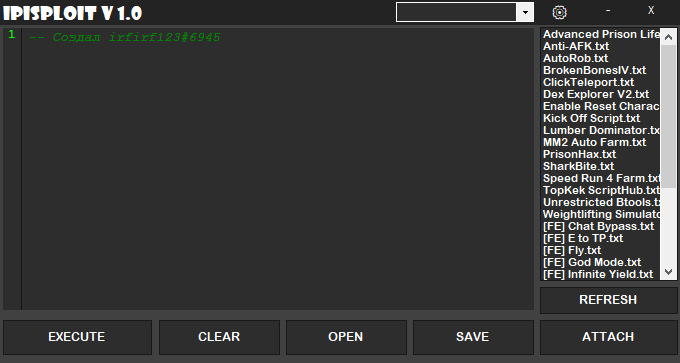 IPISPLOIT V 1.0
- X
1 -- Создал irfirf123#6945
Advanced Prison Life
Anti-AFK.txt
AutoRob.txt
BrokenBonesIV.txt
ClickTeleport.txt
Dex Explorer V2.txt
Enable Reset Charac
Kick Off Script.txt
Lumber Dominator.tx
MM2 Auto Farm.txt
PrisonHax.txt
SharkBite.txt
Speed Run 4 Farm.txt
TopKek ScriptHub.txt
Unrestricted Btools.tx
Weightlifting Simulato
[FE] Chat Bypass.txt
[FE] E to TP.txt
[FE] Fly.txt
[FE] God Mode.txt
[FE] Infinite Yield.txt
REFRESH
EXECUTE CLEAR OPEN SAVE ATTACH